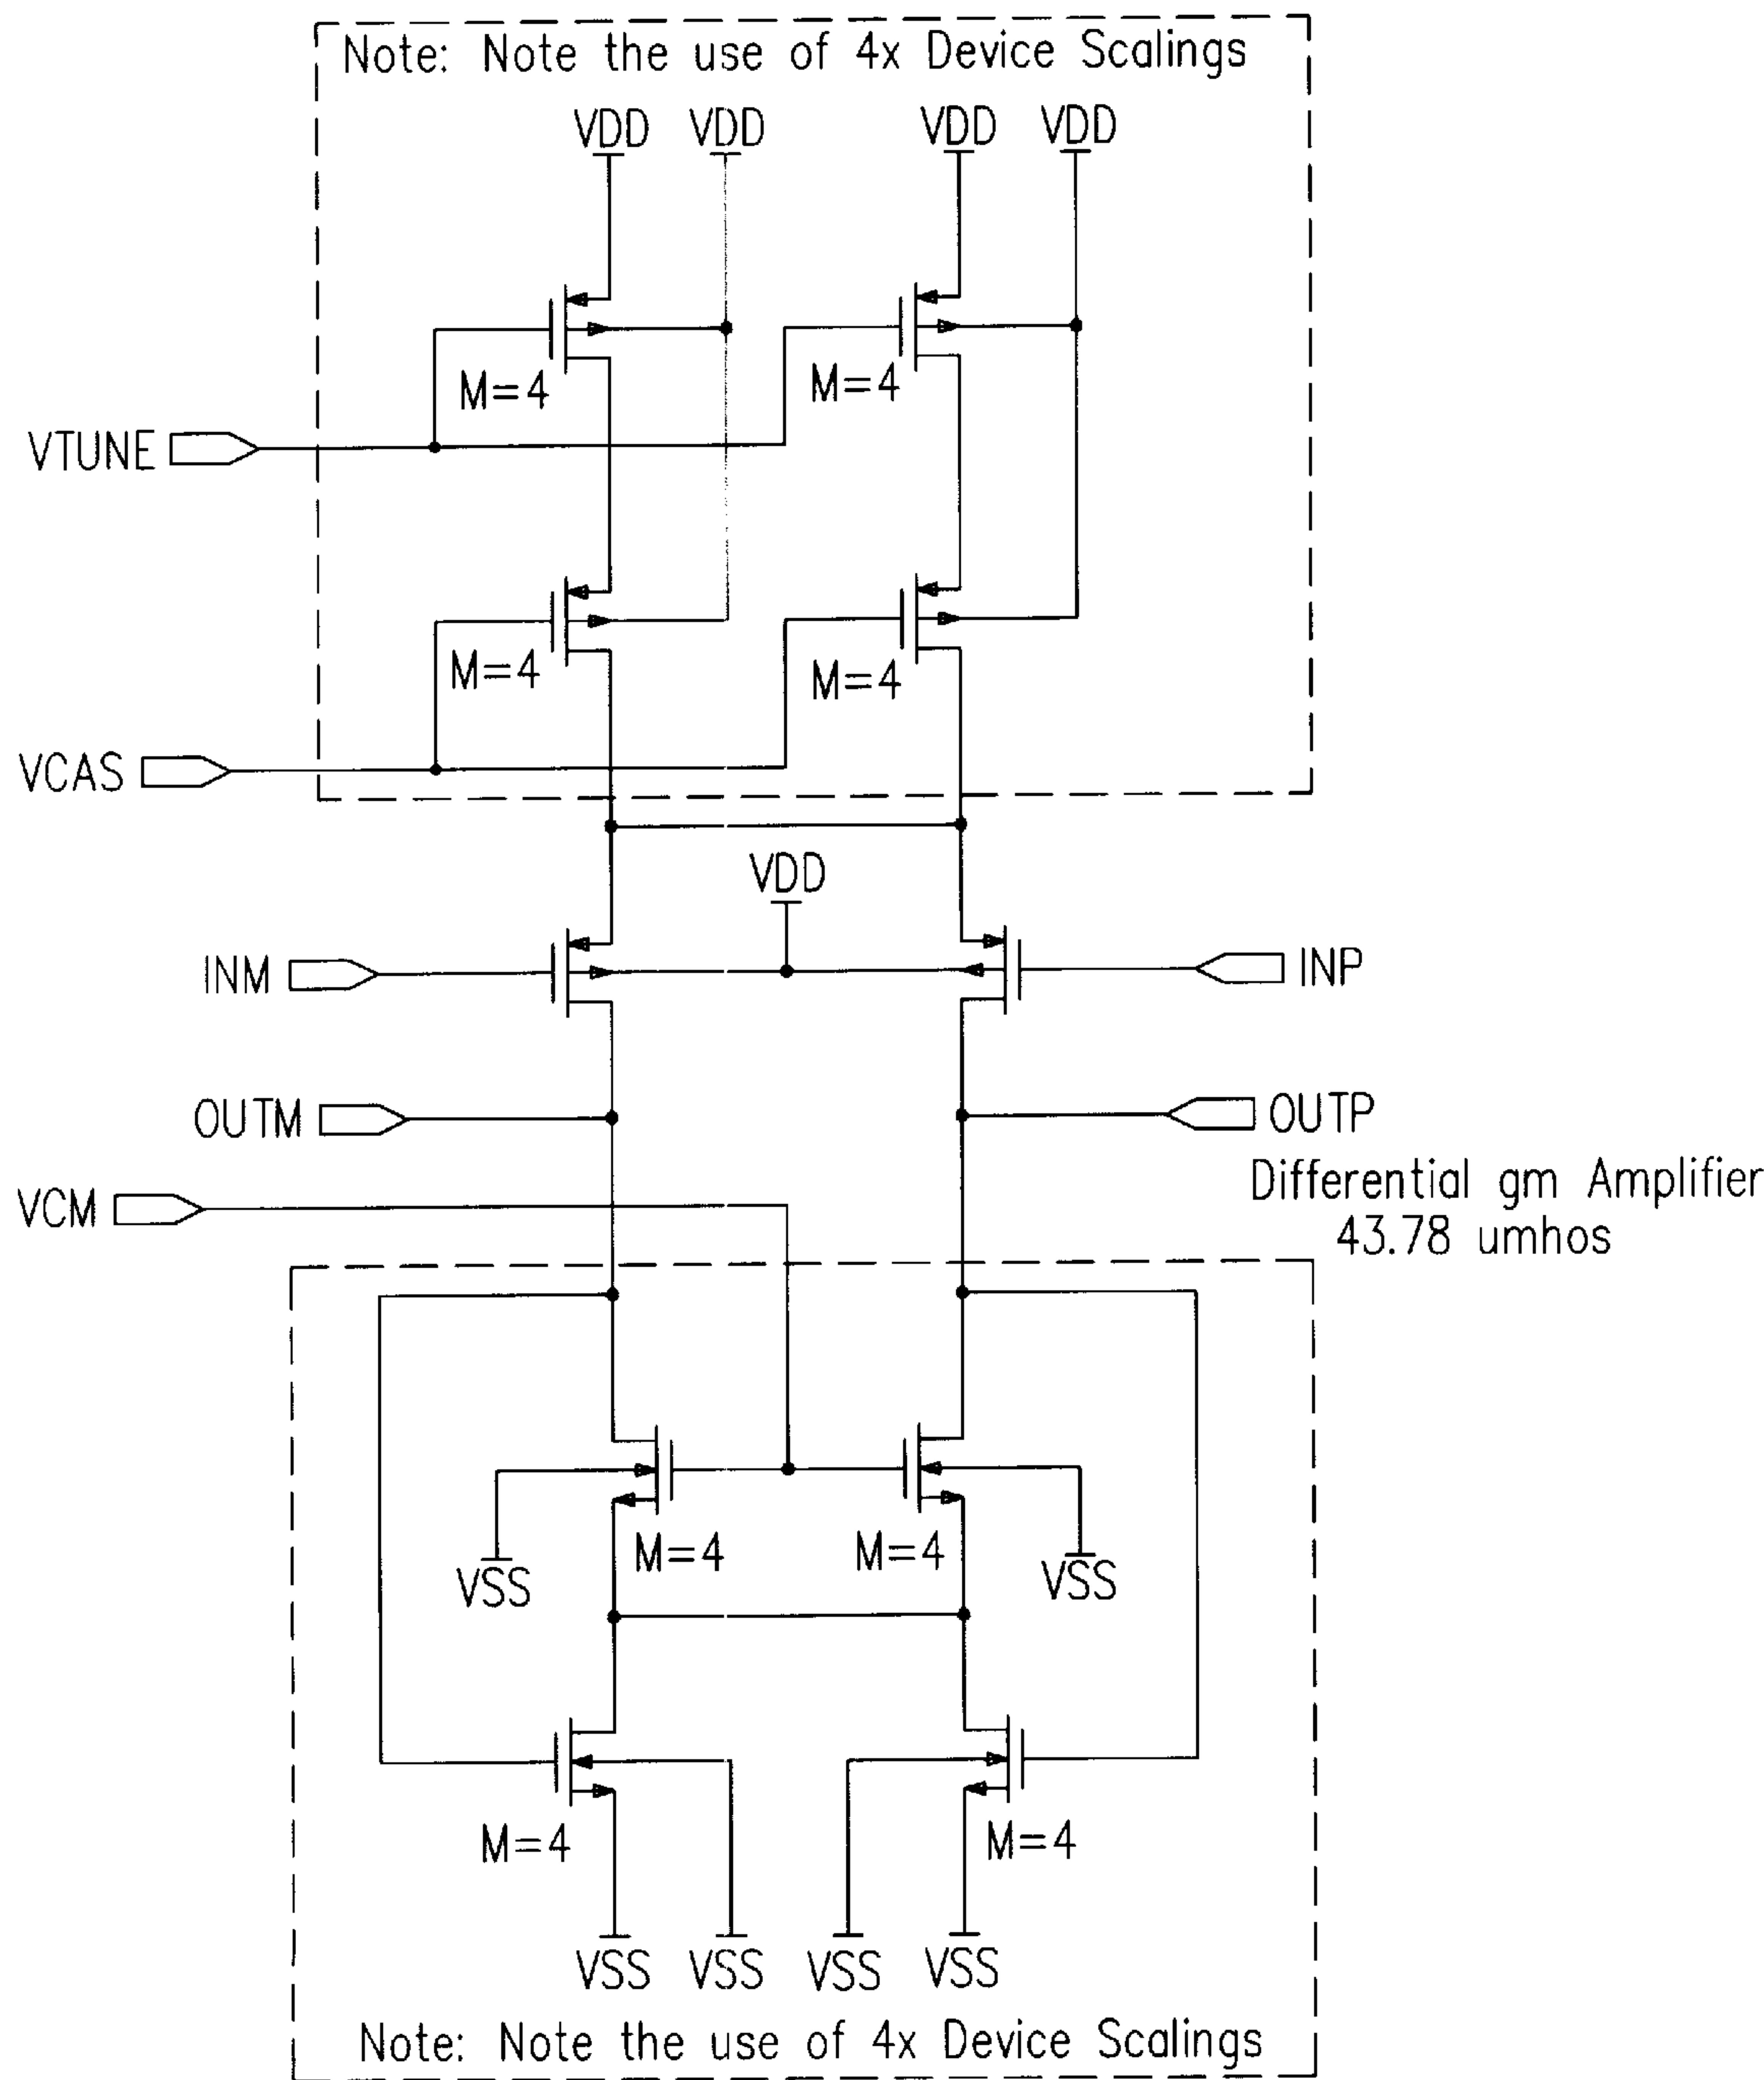 Note: Note the use of 4x Device Scalings
VDD VDD VDD VDD
M=4 M=4
VTUNE
M=4 M=4
VCAS
VDD
INM INP
OUTM OUTP
Differential gm Amplifier
VCM
43.78 umhos
M=4 M=4
VSS VSS
M=4 M=4
VSS VSS VSS VSS
Note: Note the use of 4x Device Scalings